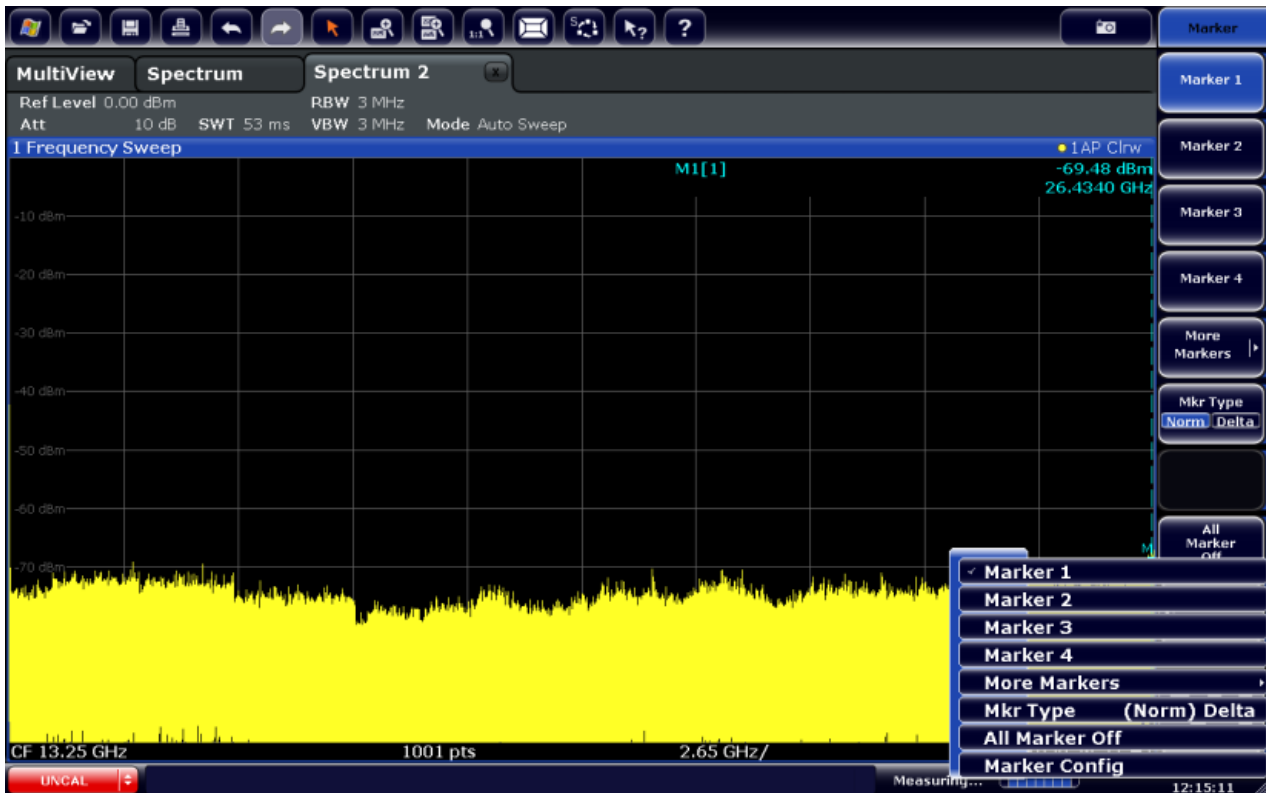 1:1
S
?
?
Marker
MultiView
Spectrum
Spectrum 2
x
Marker 1
Ref Level 0.00 dBm
RBW 3 MHz
Att 10 dB SWT 53 ms VBW 3 MHz Mode Auto Sweep
1 Frequency Sweep
1AP Clrw
Marker 2
M1[1]
-69.48 dBm
26.4340 GHz
-10 dBm
Marker 3
-20 dBm
Marker 4
-30 dBm
More
Markers
-40 dBm
Mkr Type
Norm Delta
-50 dBm
-60 dBm
All
Marker
Off
M
-70 dBm
Marker 1
Marker 2
Marker 3
Marker 4
More Markers
Mkr Type (Norm) Delta
All Marker Off
Marker Config
CF 13.25 GHz
1001 pts
2.65 GHz/
UNCAL
Measuring...
12:15:11